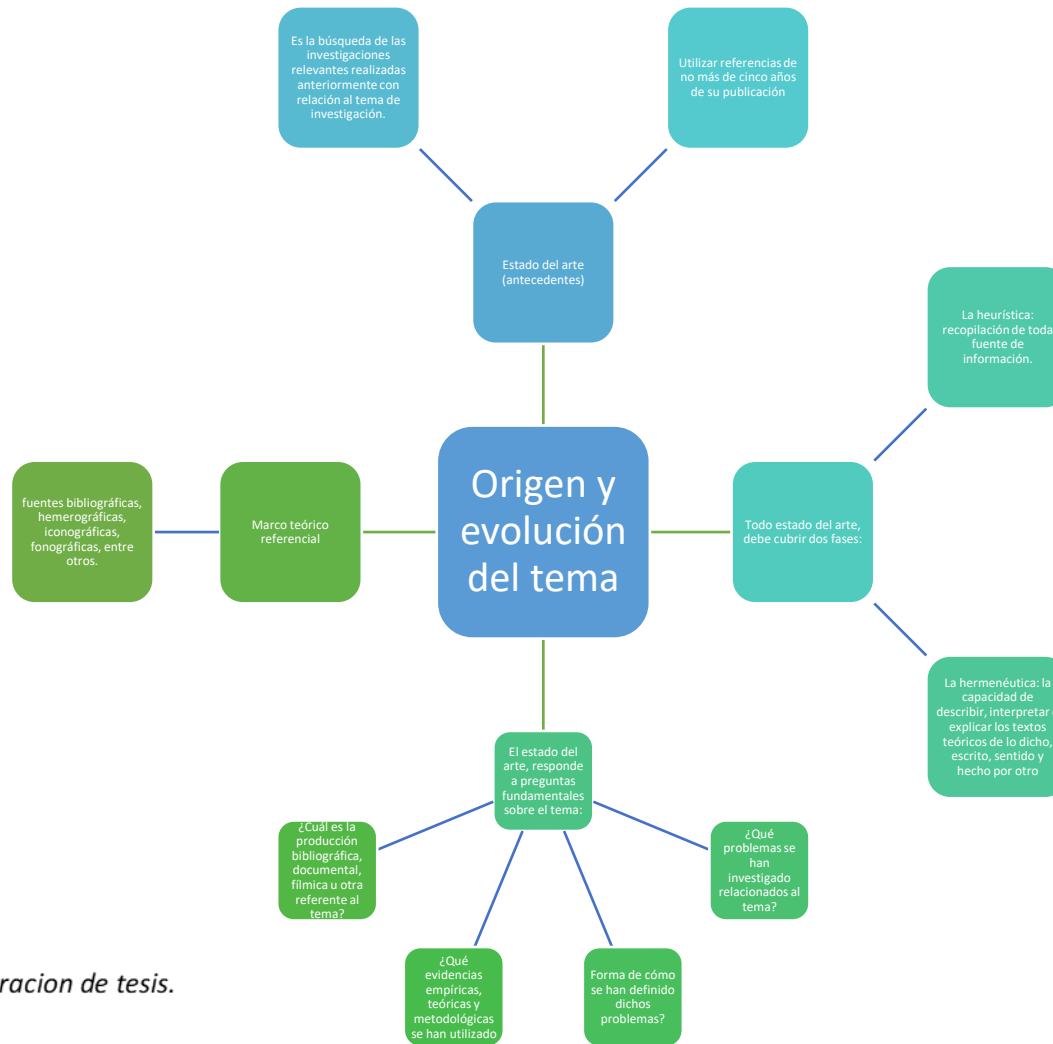 Es la búsqueda de las
investigaciones
relevantes realizadas
anteriormente con
relación al tema de
investigación.
Utilizar referencias de
no más de cinco años
de su publicación
Estado del arte
(antecedentes)
La heurística:
recopilación de toda
fuente de
información.
fuentes bibliográficas,
hemerográficas,
iconográficas,
fonográficas, entre
otros.
Marco teórico
referencial
Origen y
evolución
del tema
Todo estado del arte,
debe cubrir dos fases:
La hermenéutica: la
capacidad de
describir, interpretar
explicar los textos
teóricos de lo dicho,
escrito, sentido y
hecho por otro
El estado del
arte, responde
a preguntas
fundamentales
sobre el tema:
¿Cuál es la
producción
bibliográfica,
documental,
fílmica u otra
referente al
tema?
¿Qué
problemas se
han
investigado
relacionados al
tema?
¿Qué
evidencias
empíricas,
teóricas y
metodológicas
se han utilizado
Forma de cómo
se han definido
dichos
problemas?
racion de tesis.